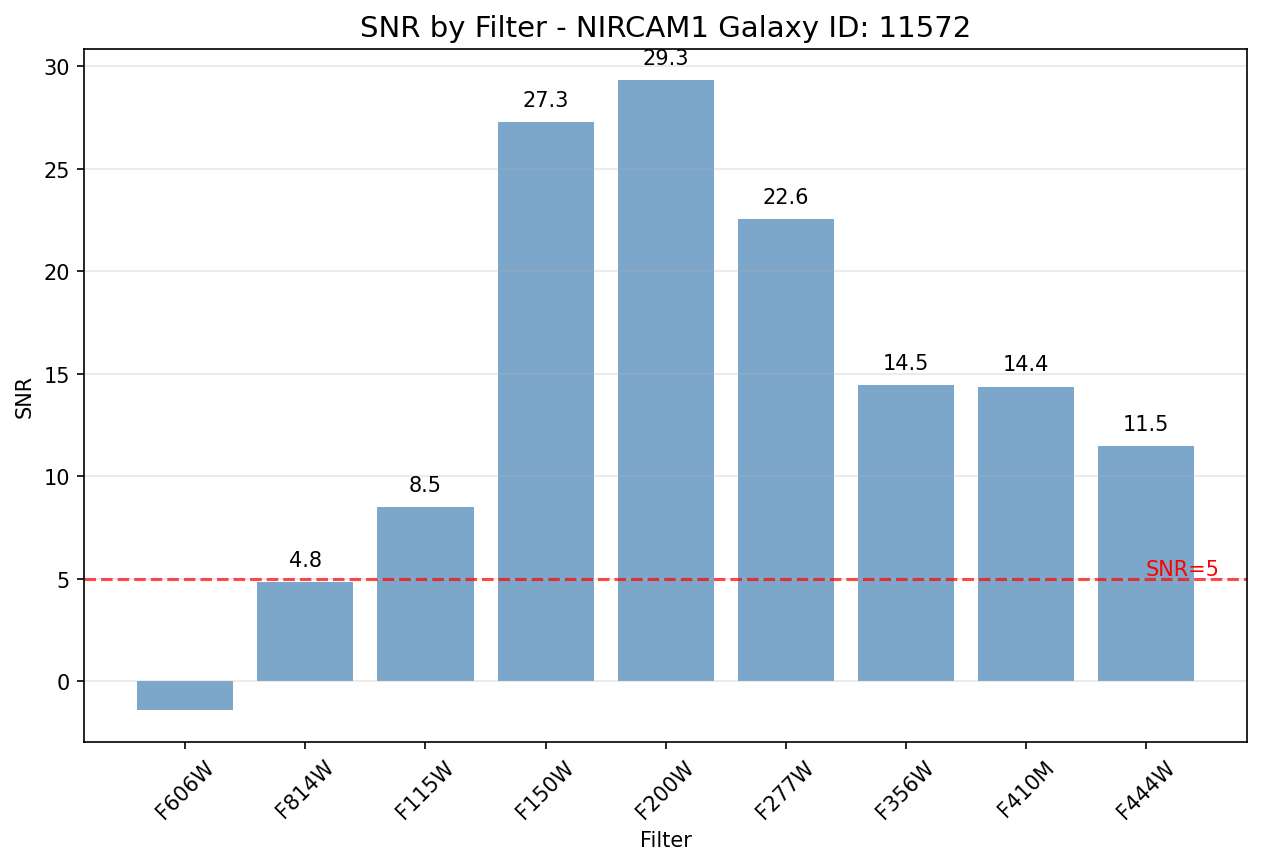 SNR by Filter - NIRCAM1 Galaxy ID: 11572
30
25
20
15
10
5
0
SNR
4.8
8.5
27.3
29.3
22.6
14.5
14.4
11.5
SNR=5
F606W
F814W
F115W
F150W
F200W
F277W
F356W
F410M
F444W
Filter